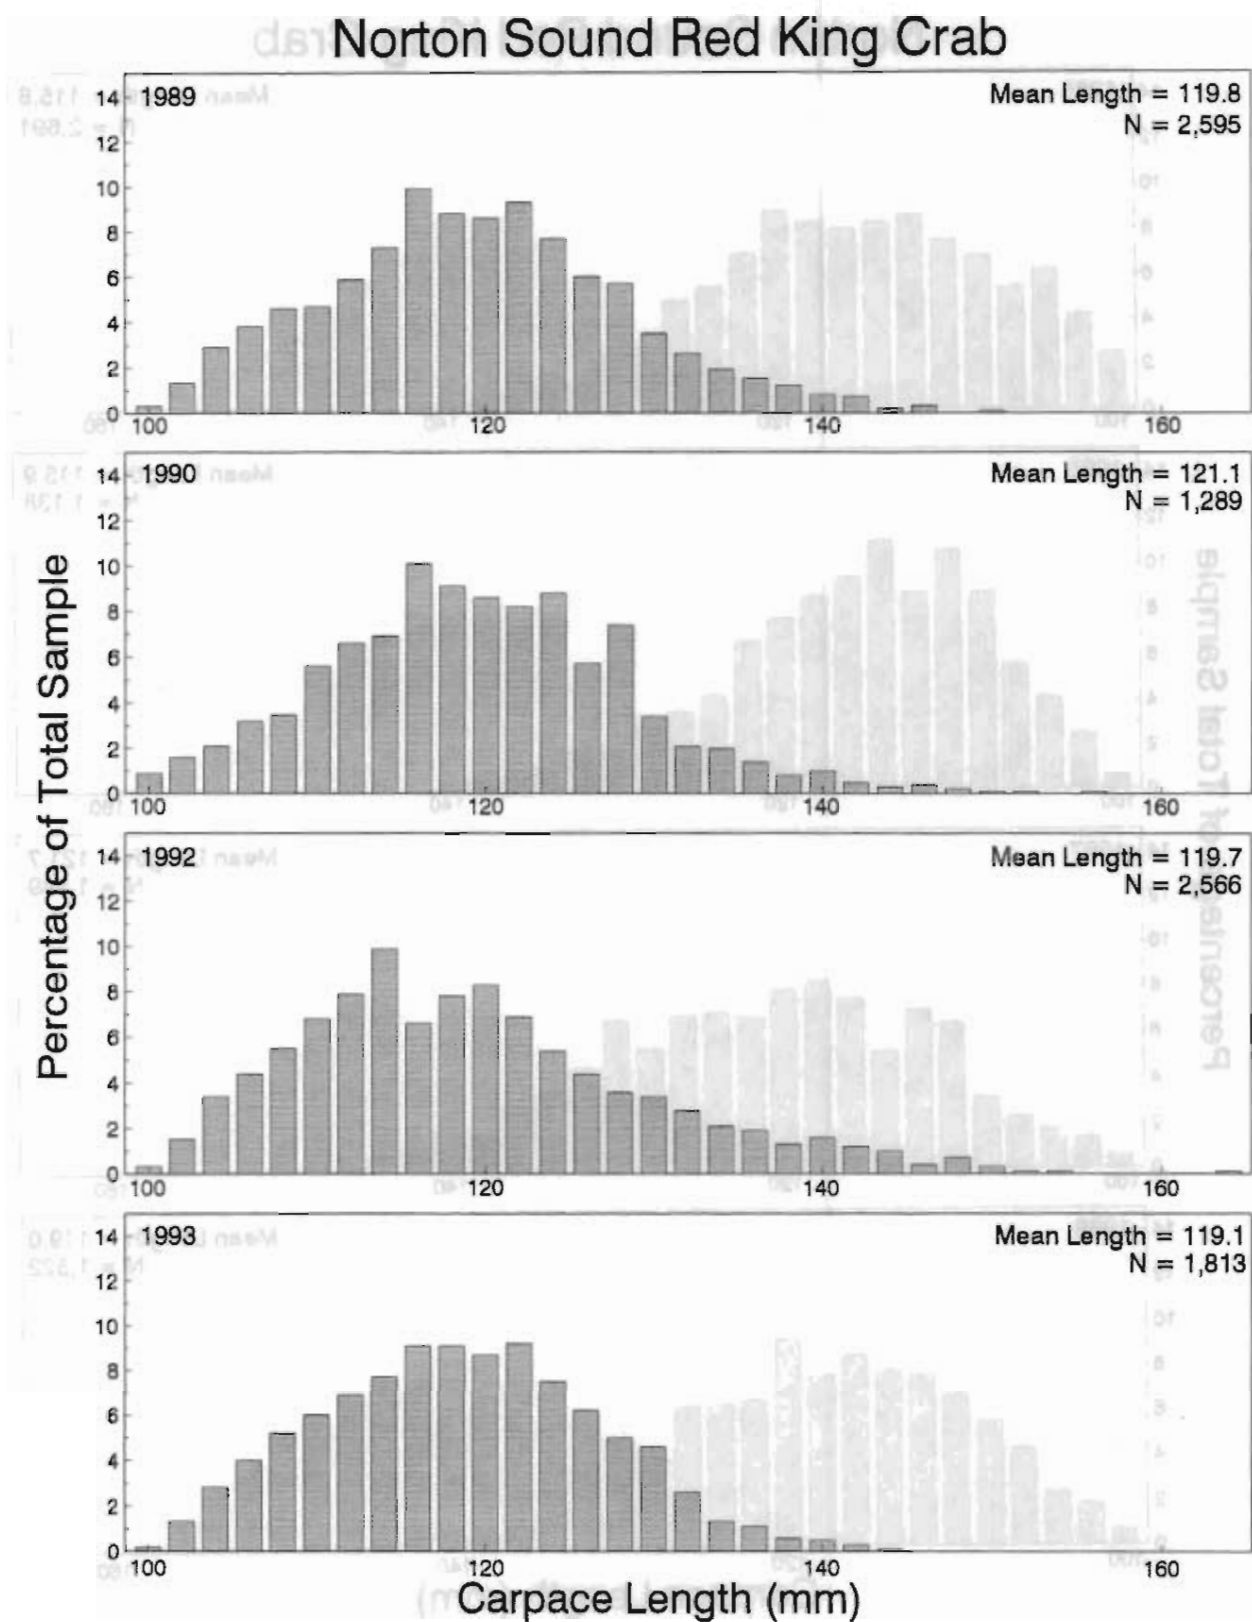 Norton Sound Red King Crab
1989
Mean Length = 119.8
N = 2,595
14
12
10
8
6
4
2
0
100 120 140 160
1990
Mean Length = 121.1
N = 1,289
14
12
10
8
6
4
2
0
100 120 140 160
Percentage of Total Sample
1992
Mean Length = 119.7
N = 2,566
14
12
10
8
6
4
2
0
100 120 140 160
1993
Mean Length = 119.1
N = 1,813
14
12
10
8
6
4
2
0
100 120 140 160
Carpace Length (mm)